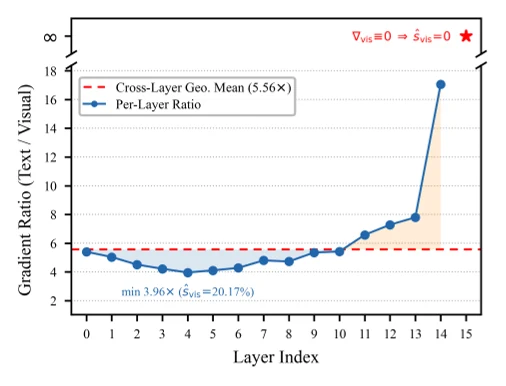 ∞
∇vis≡0 ⇒ ŝvis=0
18
Cross-Layer Geo. Mean (5.56×)
Per-Layer Ratio
16
14
12
10
8
6
4
2
min 3.96× (ŝvis=20.17%)
0 1 2 3 4 5 6 7 8 9 10 11 12 13 14 15
Layer Index
Gradient Ratio (Text / Visual)